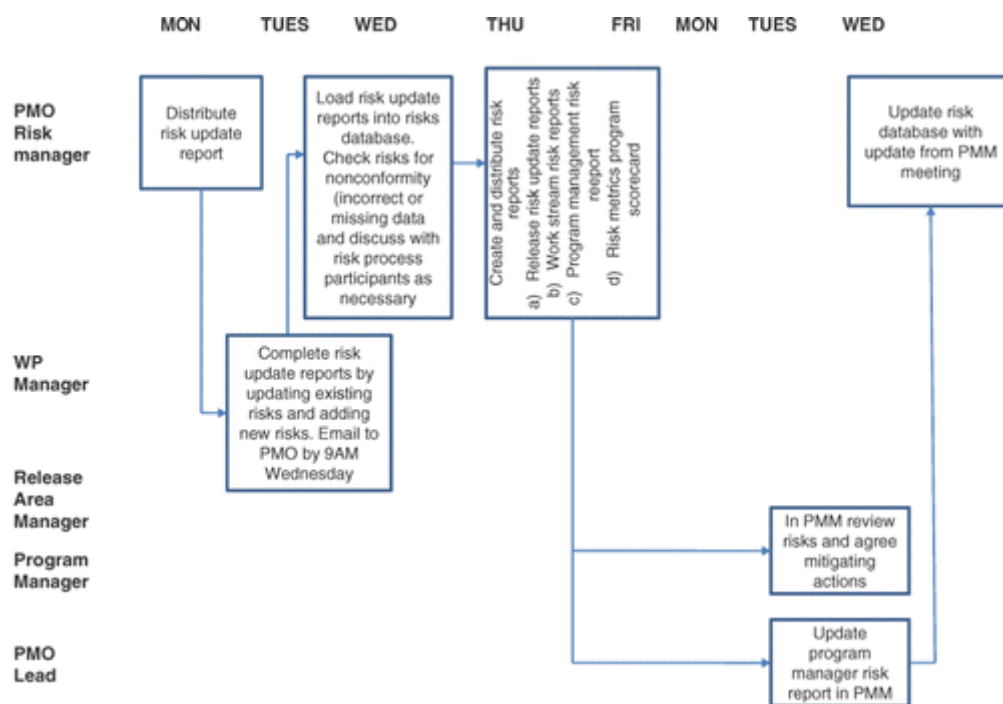 MON TUES WED THU FRI MON TUES WED
PMO
Risk
manager
Distribute
risk update
report
Load risk update
reports into risks
database.
Check risks for
nonconformity
(incorrect or
missing data
and discuss with
risk process
participants as
necessary
Create and distribute risk
reports
a) Release risk update reports
b) Work stream risk reports
c) Program management risk
reeport
d) Risk metrics program
scorecard
Update risk
database with
update from PMM
meeting
WP
Manager
Complete risk
update reports by
updating existing
risks and adding
new risks. Email to
PMO by 9AM
Wednesday
Release
Area
Manager
Program
Manager
In PMM review
risks and agree
mitigating
actions
PMO
Lead
Update
program
manager risk
report in PMM